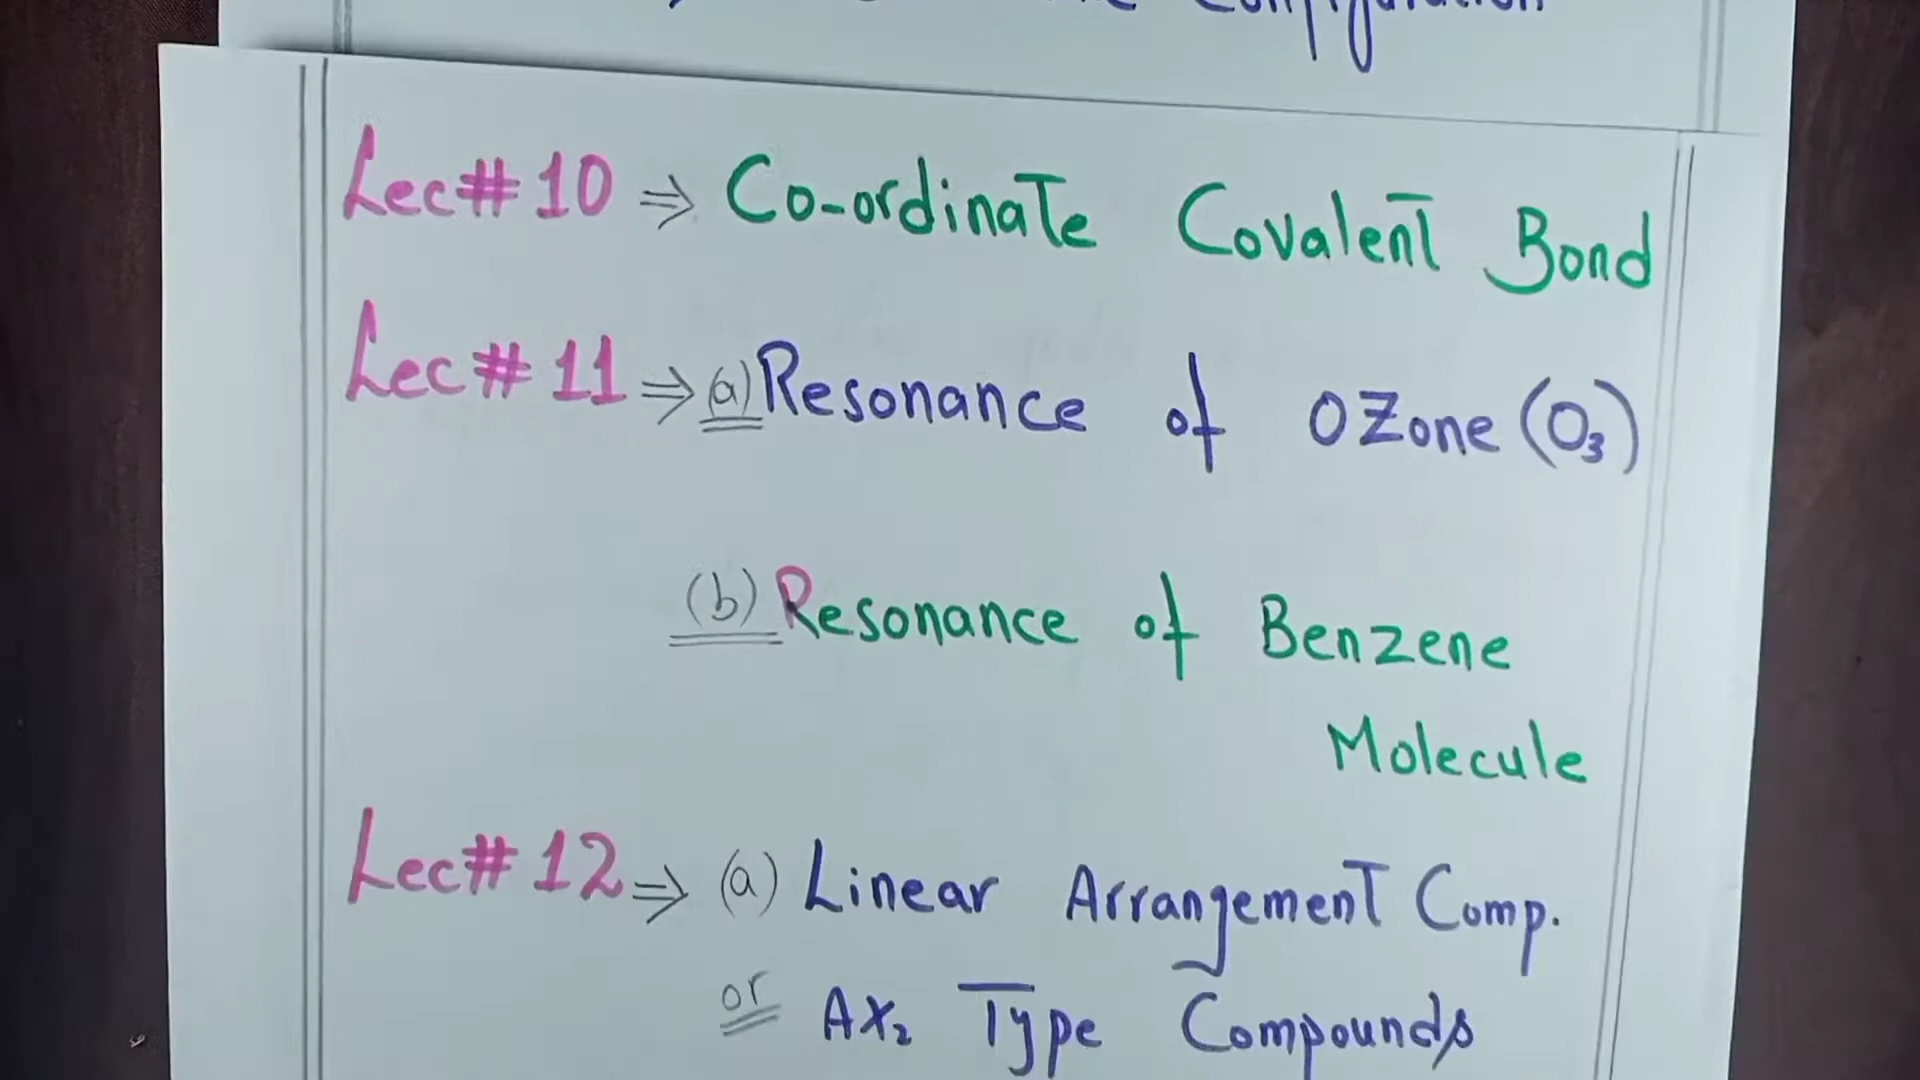 Configuration
Lec# 10 ⇒ Co-ordinate Covalent Bond
Lec# 11 ⇒ (a) Resonance of OZone (O₃)
(b) Resonance of Benzene
Molecule
Lec# 12 ⇒ (a) Linear Arrangement Comp.
or AX₂ Type Compounds